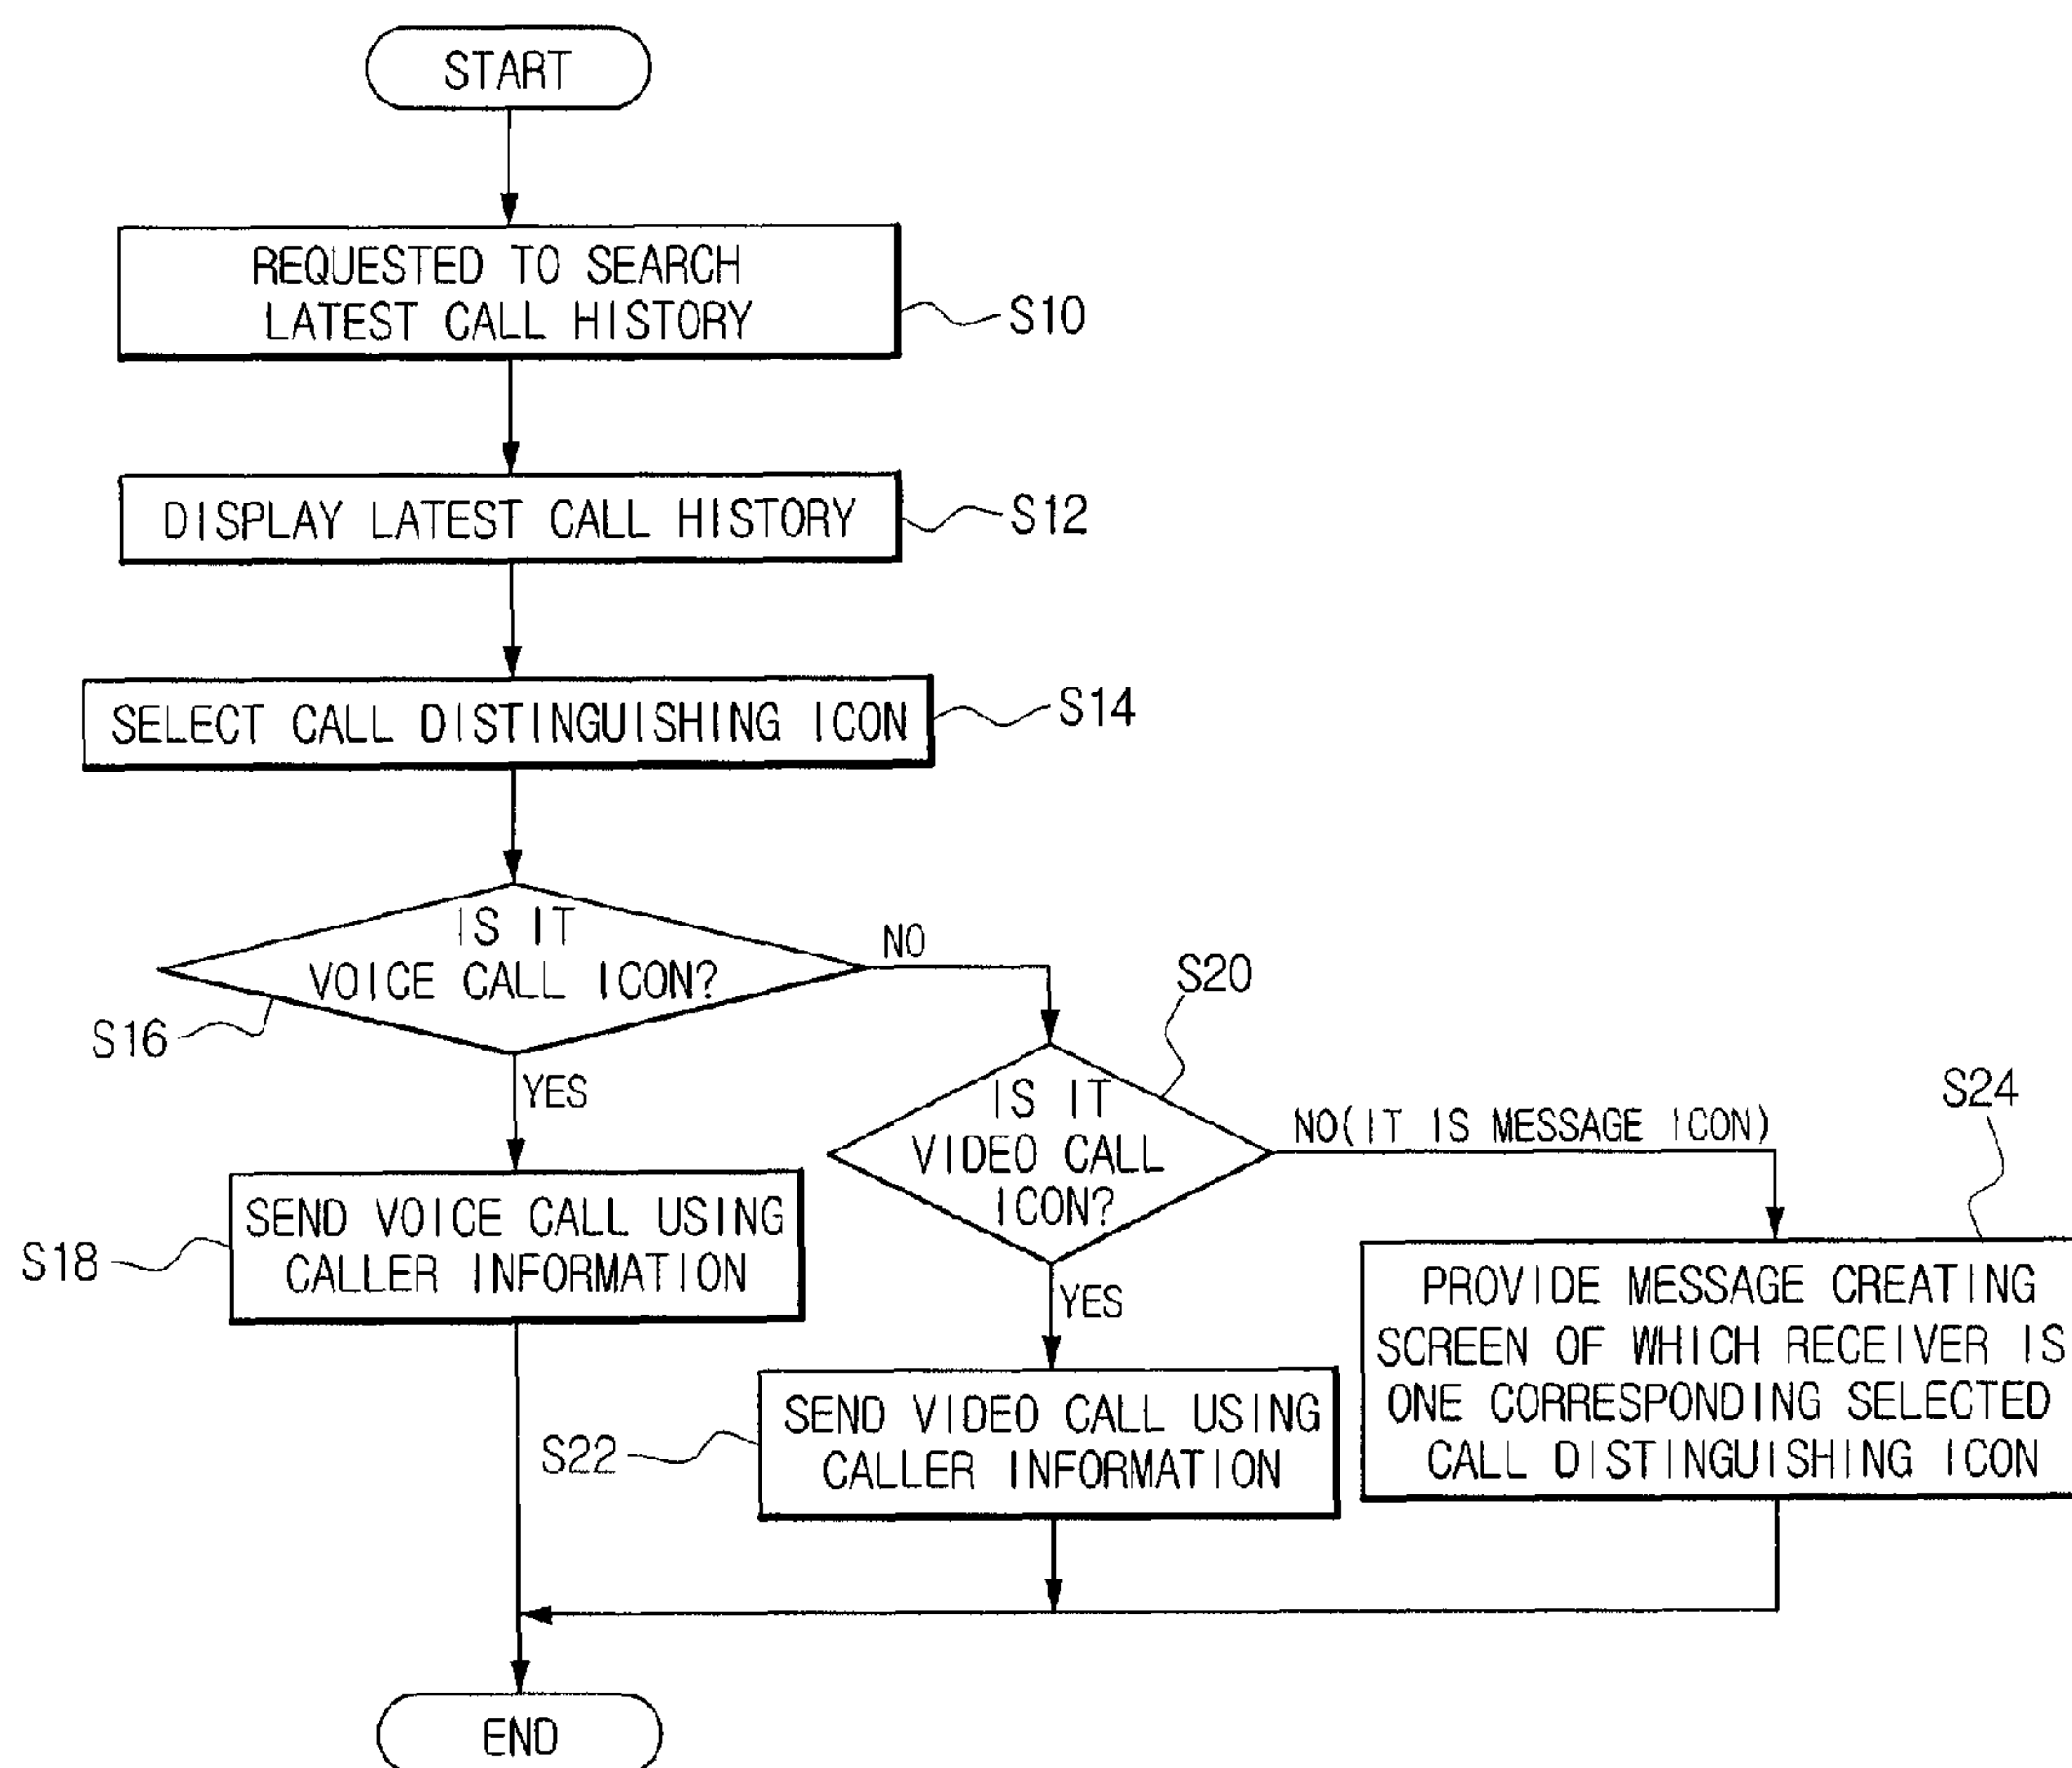 START
REQUESTED TO SEARCH
LATEST CALL HISTORY
S10
DISPLAY LATEST CALL HISTORY
S12
SELECT CALL DISTINGUISHING ICON
S14
IS IT
VOICE CALL ICON?
S16
NO
YES
S20
IS IT
VIDEO CALL
ICON?
NO(IT IS MESSAGE ICON)
YES
S24
SEND VOICE CALL USING
CALLER INFORMATION
S18
SEND VIDEO CALL USING
CALLER INFORMATION
S22
PROVIDE MESSAGE CREATING
SCREEN OF WHICH RECEIVER IS
ONE CORRESPONDING SELECTED
CALL DISTINGUISHING ICON
END